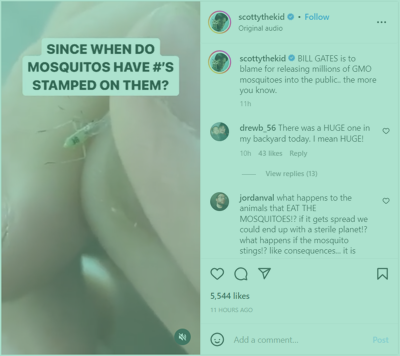 SINCE WHEN DO
MOSQUITOS HAVE #'S
STAMPED ON THEM?
scottythekid • Follow
Original audio
scottythekid BILL GATES is to
blame for releasing millions of GMO
mosquitoes into the public.. the more
you know.
11h
drewb_56 There was a HUGE one in
my backyard today. I mean HUGE!
10h 43 likes Reply
View replies (13)
jordanval what happens to the
animals that EAT THE
MOSQUITOES!? if it gets spread we
could end up with a sterile planet!?
what happens if the mosquito
stings!? like consequences... it is
5,544 likes
11 HOURS AGO
Add a comment...
Post